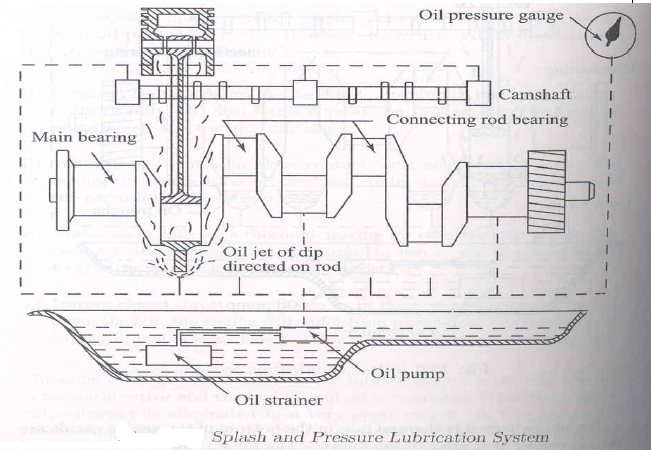 Oil pressure gauge
Camshaft
Connecting rod bearing
Main bearing
Oil jet of dip
directed on rod
Oil pump
Oil strainer
Splash and Pressure Lubrication System